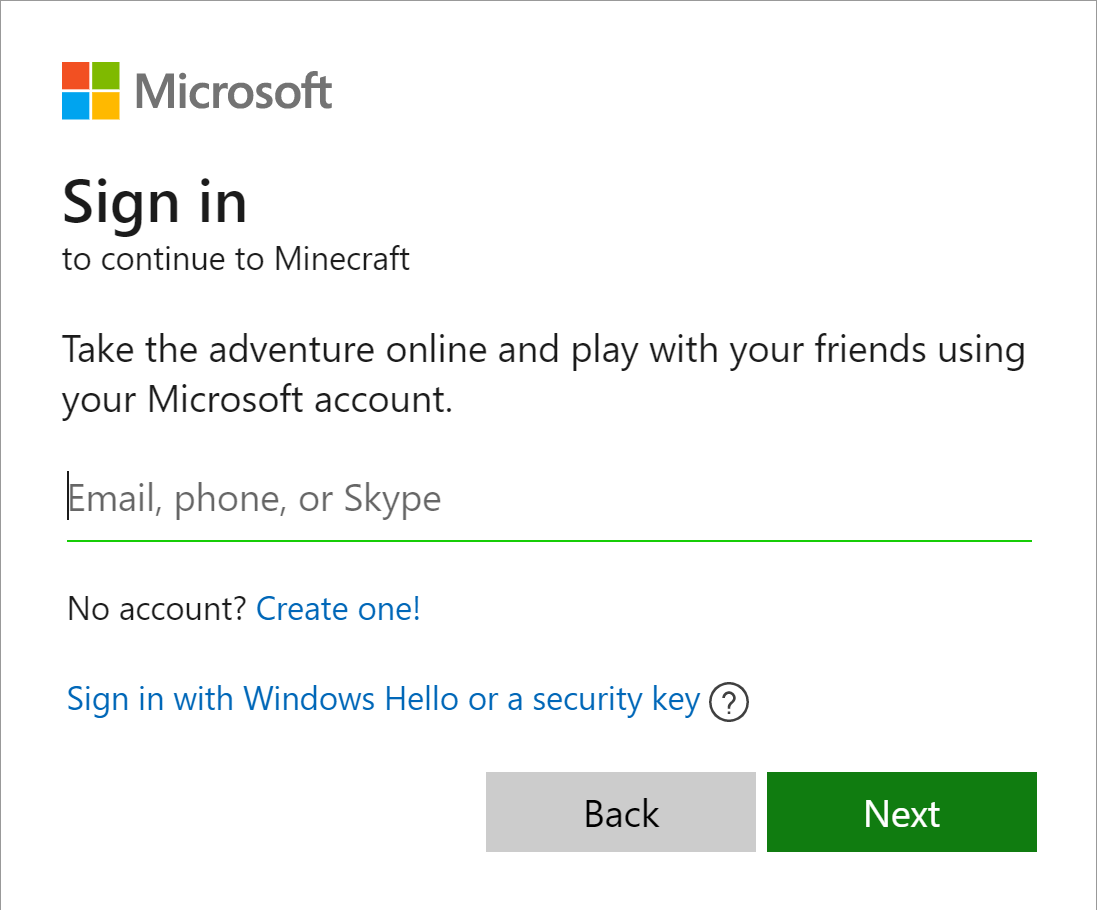 Microsoft
Sign in
to continue to Minecraft
Take the adventure online and play with your friends using
your Microsoft account.
Email, phone, or Skype
No account? Create one!
Sign in with Windows Hello or a security key ?
Back Next